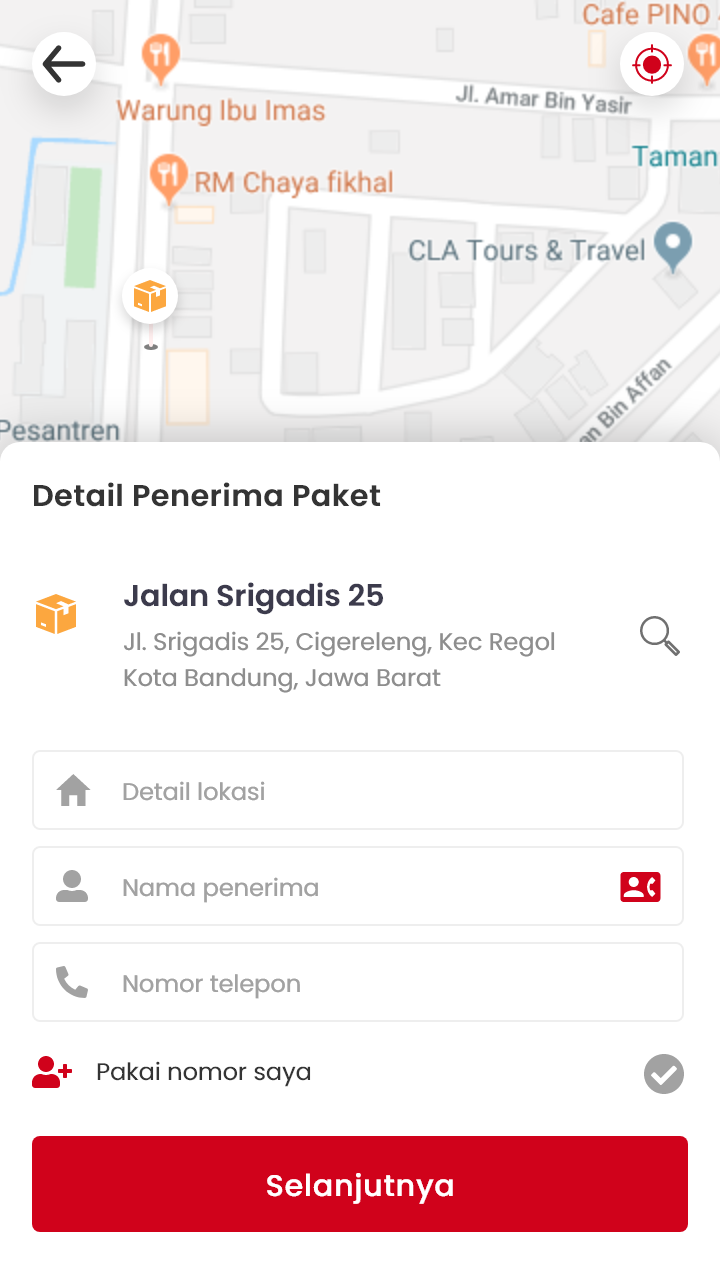 Cafe PINO
Jl. Amar Bin Yasir
Warung Ibu Imas
Taman
RM Chaya fikhal
CLA Tours & Travel
an Bin Affan
Pesantren
Detail Penerima Paket
Jalan Srigadis 25
Jl. Srigadis 25, Cigereleng, Kec Regol
Kota Bandung, Jawa Barat
Detail lokasi
Nama penerima
Nomor telepon
Pakai nomor saya
Selanjutnya